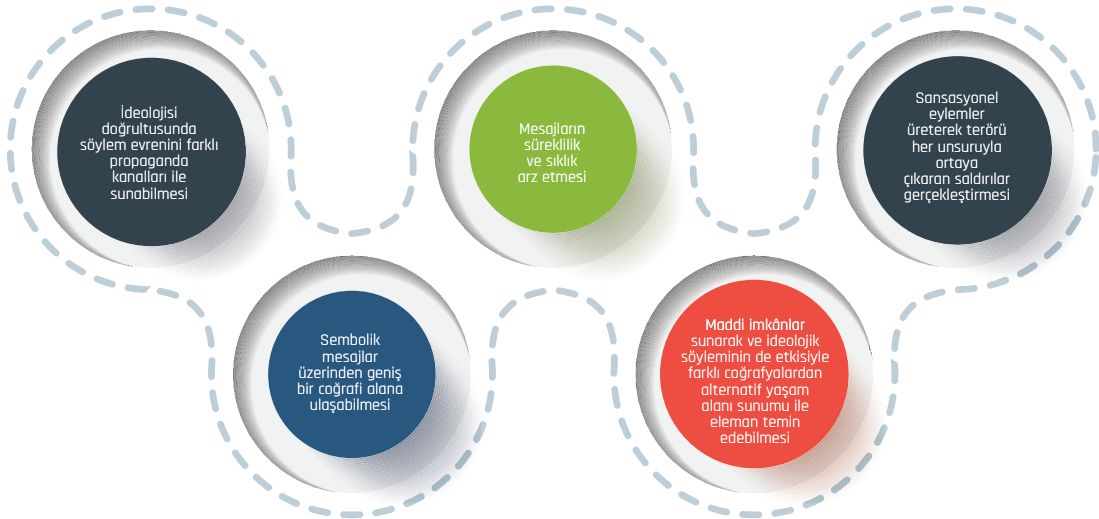 İdeolojisi
doğrultusunda
söylem evrenini farklı
propaganda
kanalları ile
sunabilmesi
Sembolik
mesajlar
üzerinden geniş
bir coğrafi alana
ulaşabilmesi
Mesajların
süreklilik
ve sıklık
arz etmesi
Maddi imkânlar
sunarak ve ideolojik
söyleminin de etkisiyle
farklı coğrafyalardan
alternatif yaşam
alanı sunumu ile
eleman temin
edebilmesi
Sansasyonel
eylemler
üreterek terörü
her unsuruyla
ortaya
çıkaran saldırılar
gerçekleştirmesi